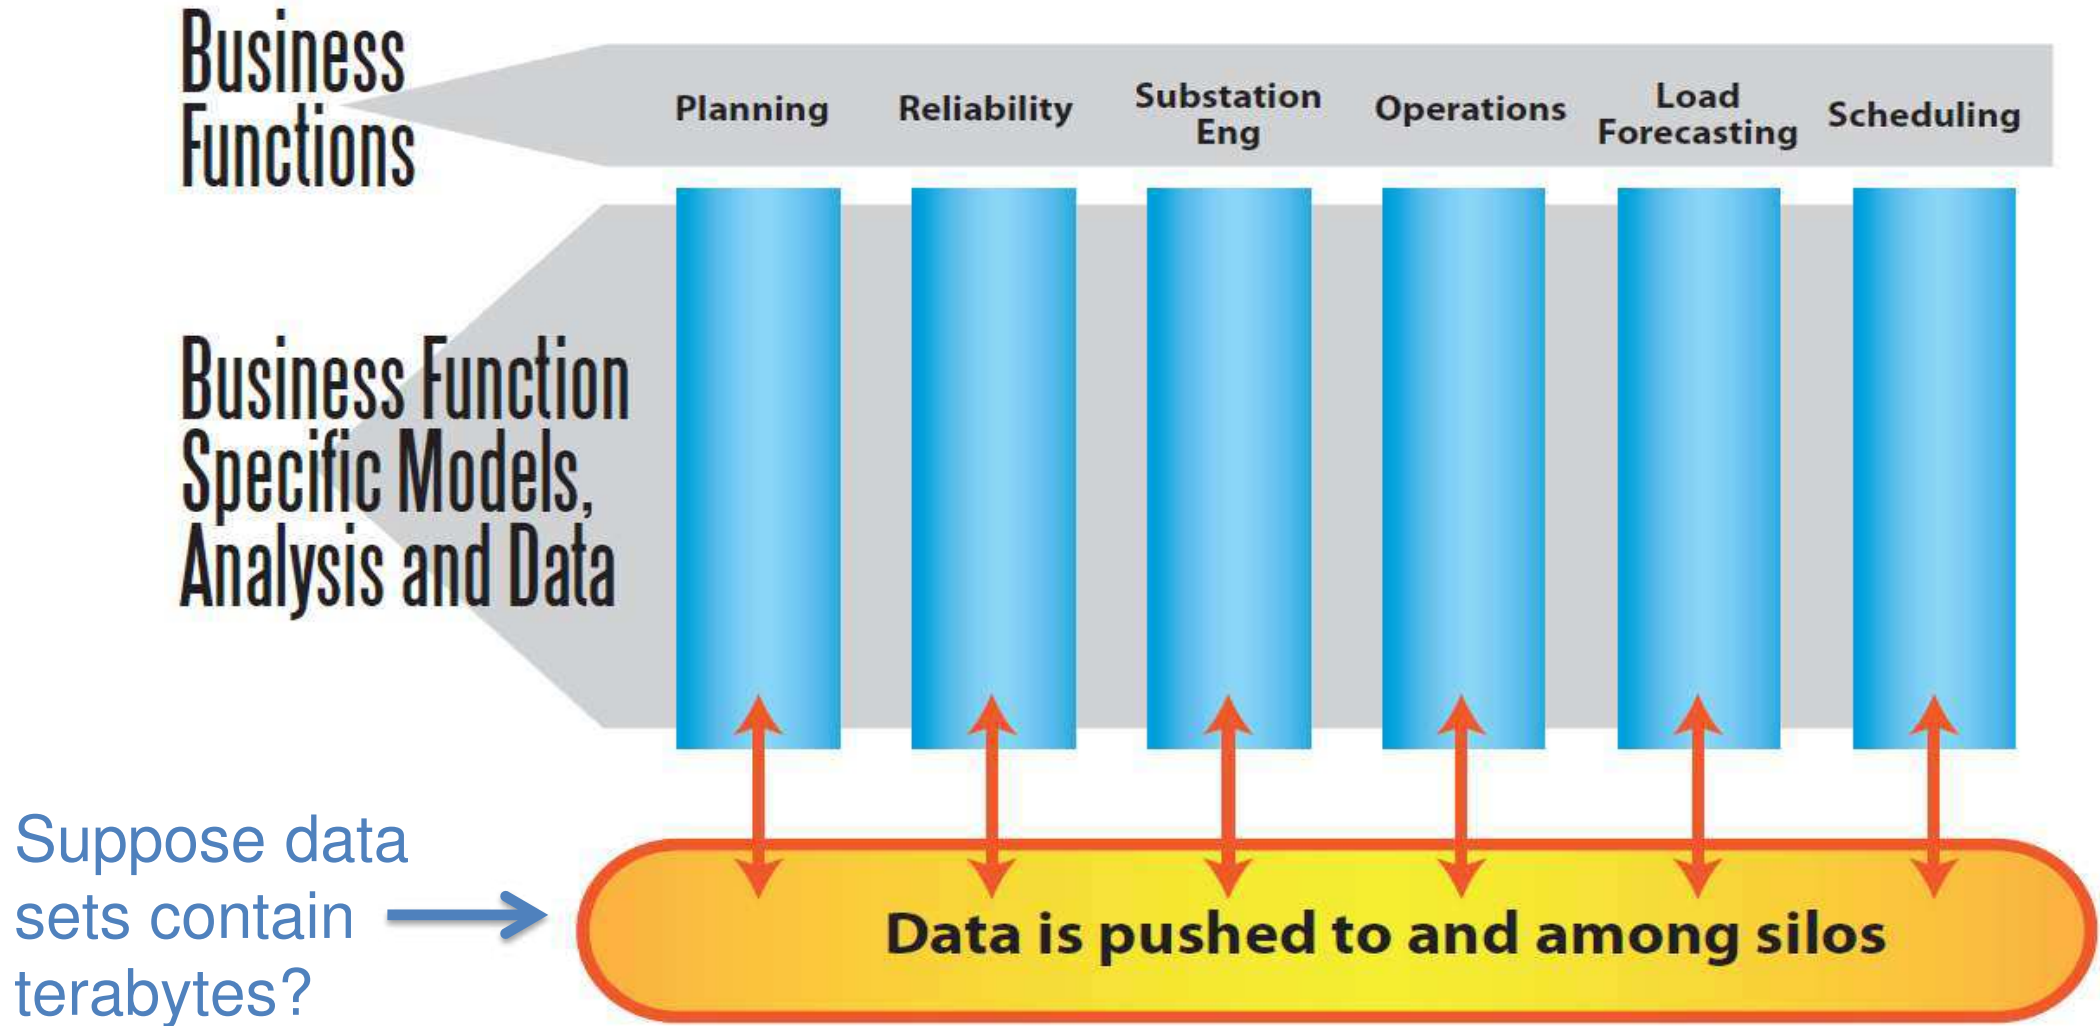 Business
Functions
Planning
Reliability
Substation
Eng
Operations
Load
Forecasting
Scheduling
Business Function
Specific Models,
Analysis and Data
Suppose data
sets contain
terabytes?
Data is pushed to and among silos